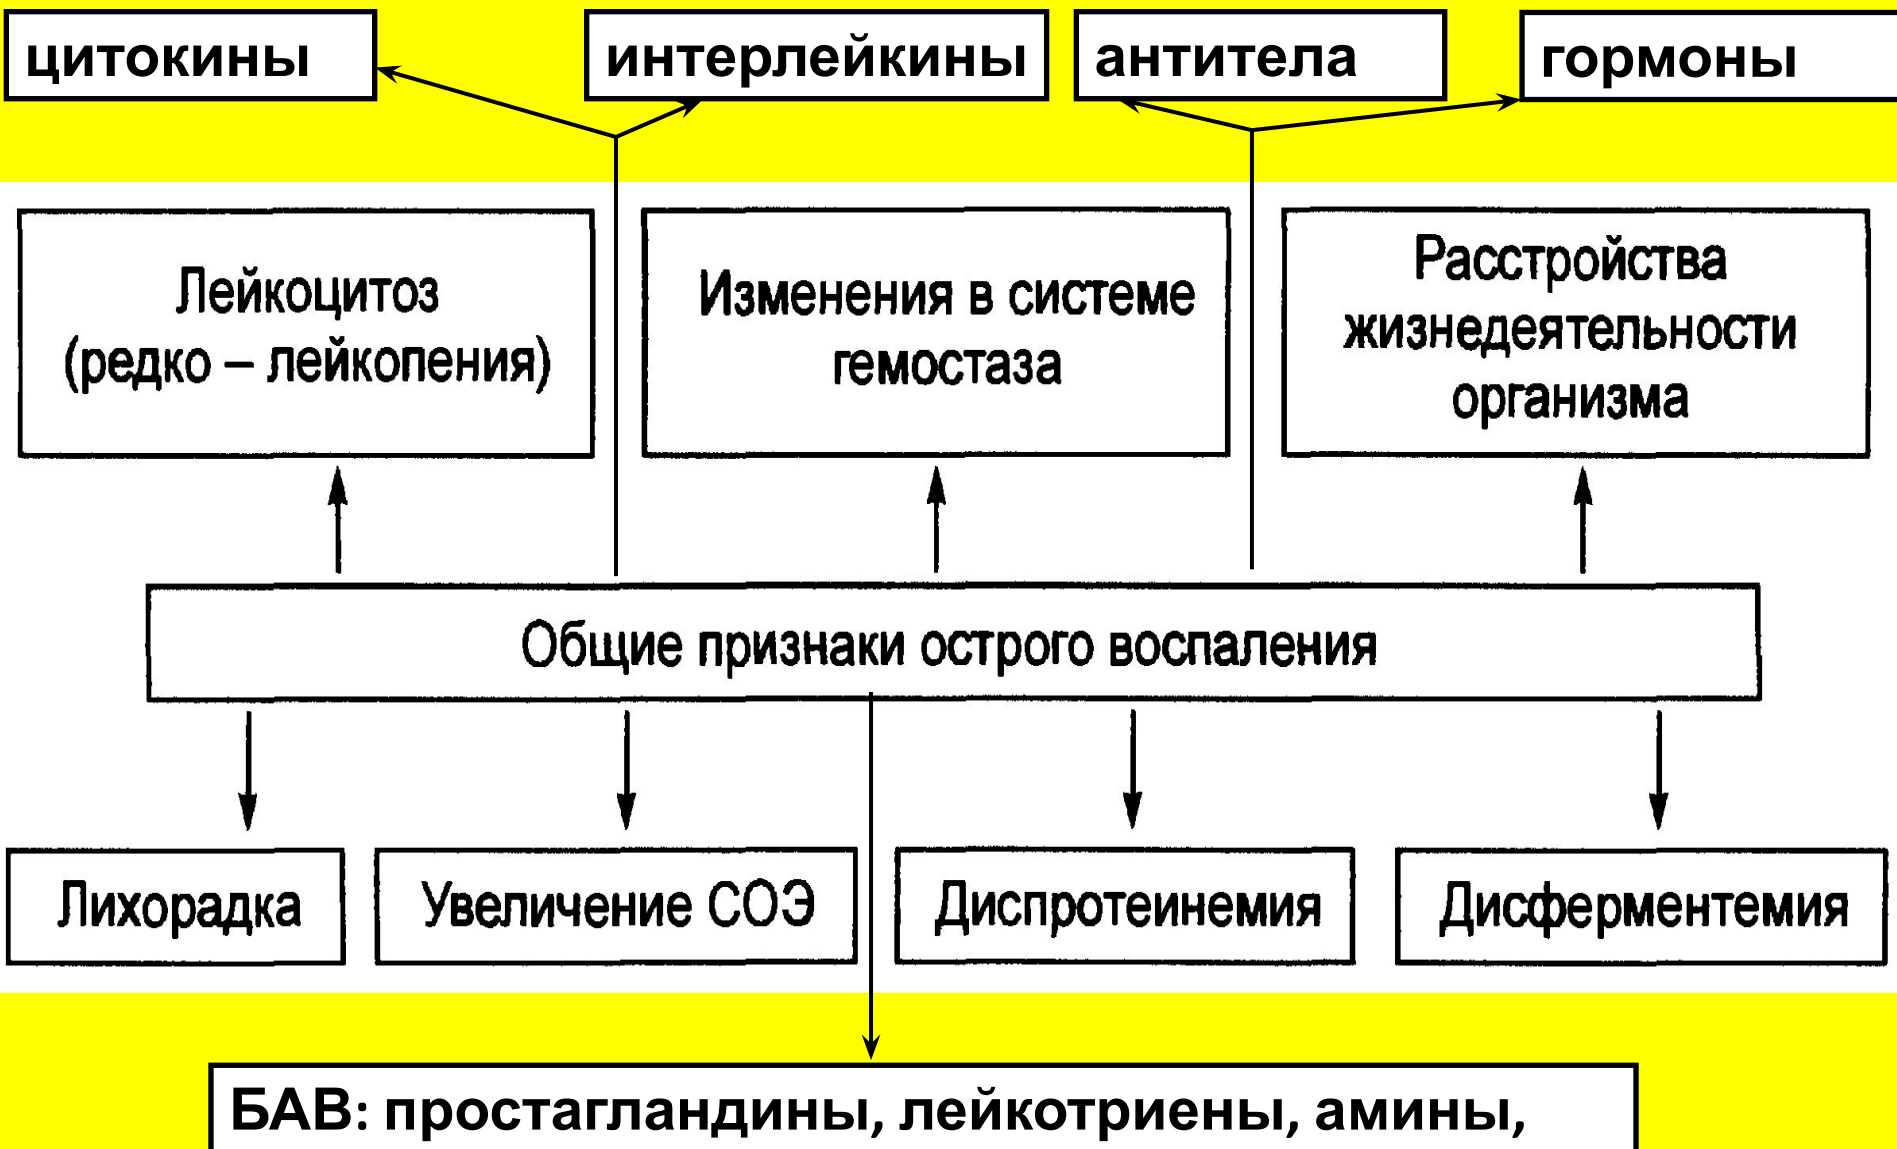 цитокины
интерлейкины
антитела
гормоны
Лейкоцитоз
(редко – лейкопения)
Изменения в системе
гемостаза
Расстройства
жизнедеятельности
организма
Общие признаки острого воспаления
Лихорадка
Увеличение СОЭ
Диспротеинемия
Дисферментемия
БАВ: простагландины, лейкотриены, амины,